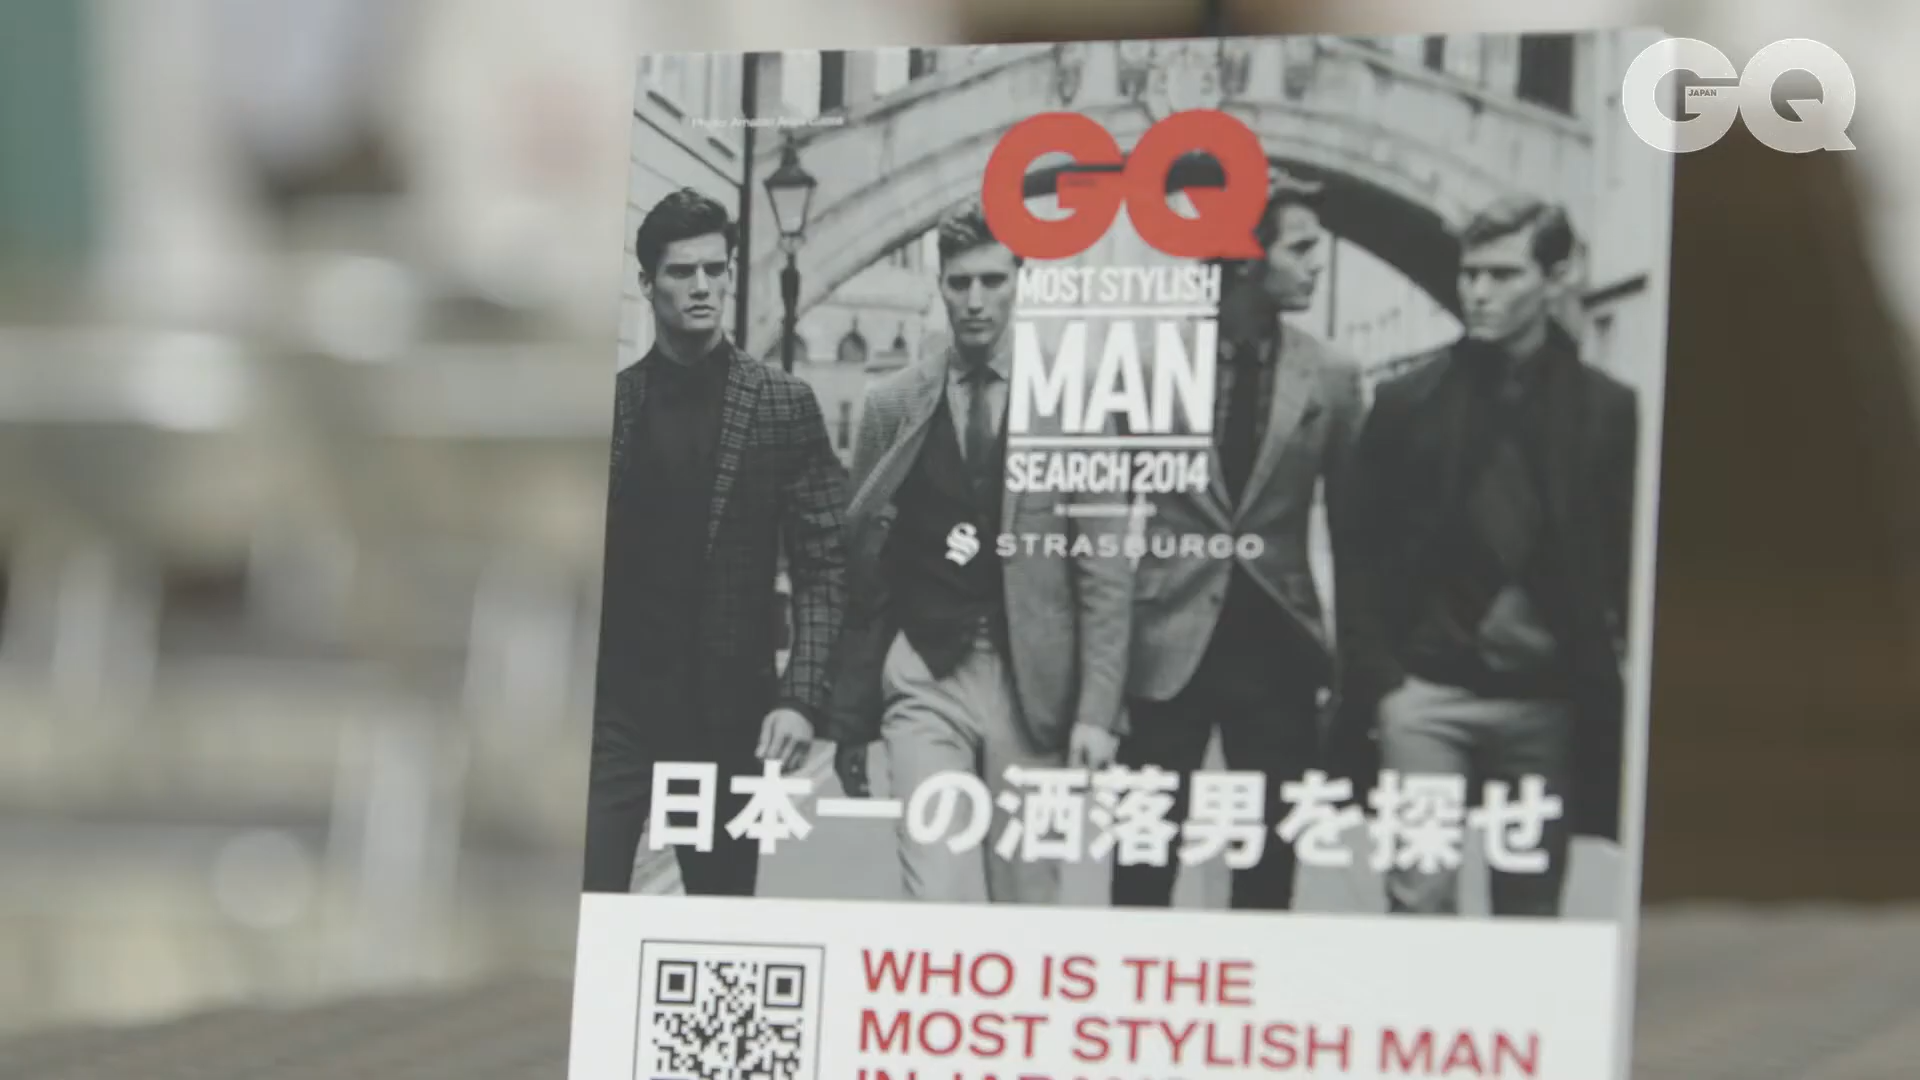 GQ
JAPAN
GQ
MOST STYLISH
MAN
SEARCH 2014
STRASBURGO
日本一の洒落男を探せ
WHO IS THE
MOST STYLISH MAN